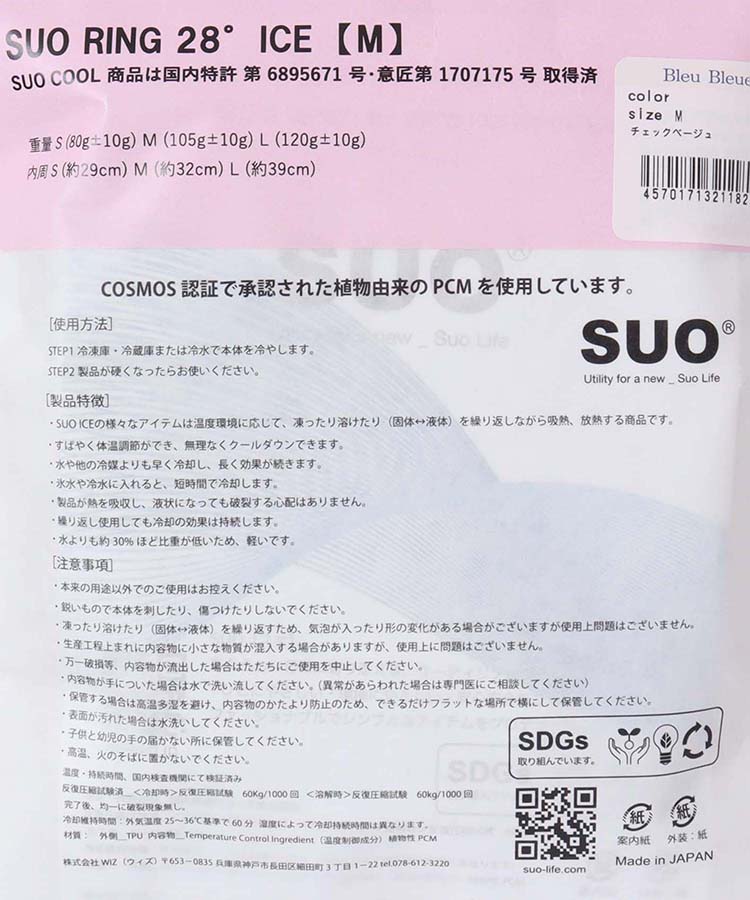 SUO RING 28° ICE 【M】
SUO COOL 商品は国内特許 第 6895671 号・意匠第 1707175 号 取得済
重量 S (80g±10g) M (105g±10g) L (120g±10g)
内周 S (約29cm) M (約32cm) L (約39cm)
Bleu Bleue
color
size M
チェックベージュ
4570171321182
COSMOS 認証で承認された植物由来の PCM を使用しています。
[使用方法]
STEP1 冷凍庫・冷蔵庫または冷水で本体を冷やします。
STEP2 製品が硬くなったらお使いください。
SUO®
Utility for a new _ Suo Life
[製品特徴]
・SUO ICEの様々なアイテムは温度環境に応じて、凍ったり溶けたり（固体↔液体）を繰り返しながら吸熱、放熱する商品です。
・すばやく体温調節ができ、無理なくクールダウンできます。
・水や他の冷媒よりも早く冷却し、長く効果が続きます。
・氷水や冷水に入れると、短時間で冷却します。
・製品が熱を吸収し、液状になっても破裂する心配はありません。
・繰り返し使用しても冷却の効果は持続します。
・水よりも約 30% ほど比重が低いため、軽いです。
[注意事項]
・本来の用途以外でのご使用はお控えください。
・鋭いもので本体を刺したり、傷つけたりしないでください。
・凍ったり溶けたり（固体↔液体）を繰り返すため、気泡が入ったり形の変化がある場合がございますが使用上問題はございません。
・生産工程上まれに内容物に小さな物質が混入する場合がありますが、使用上に問題はございません。
・万一破損等、内容物が流出した場合はただちにご使用を中止してください。
・内容物が手についた場合は水で洗い流してください。（異常があらわれた場合は専門医にご相談してください）
・保管する場合は高温多湿を避け、内容物のかたより防止のため、できるだけフラットな場所で横にして保管してください。
・表面が汚れた場合は水洗いしてください。
・子供と幼児の手の届かない所に保管してください。
・高温、火のそばに置かないでください。
温度・持続時間、国内検査機関にて検証済み
反復圧縮試験済__＜冷却時＞反復圧縮試験 60Kg/1000 回 ＜溶解時＞反復圧縮試験 60kg/1000 回
完了後、均一に破裂現象無し。
冷却維持時間：外気温度 25〜36℃基準で 60 分 湿度によって冷却持続時間は異なります。
材質： 外側__TPU 内容物__Temperature Control Ingredient（温度制御成分）植物性 PCM
株式会社 WIZ（ウィズ）〒653−0835 兵庫県神戸市長田区細田町 3 丁目 1−22 tel.078-612-3220
SDGs
取り組んでいます。
suo-life.com
紙
案内紙
紙
外装：紙
Made in JAPAN